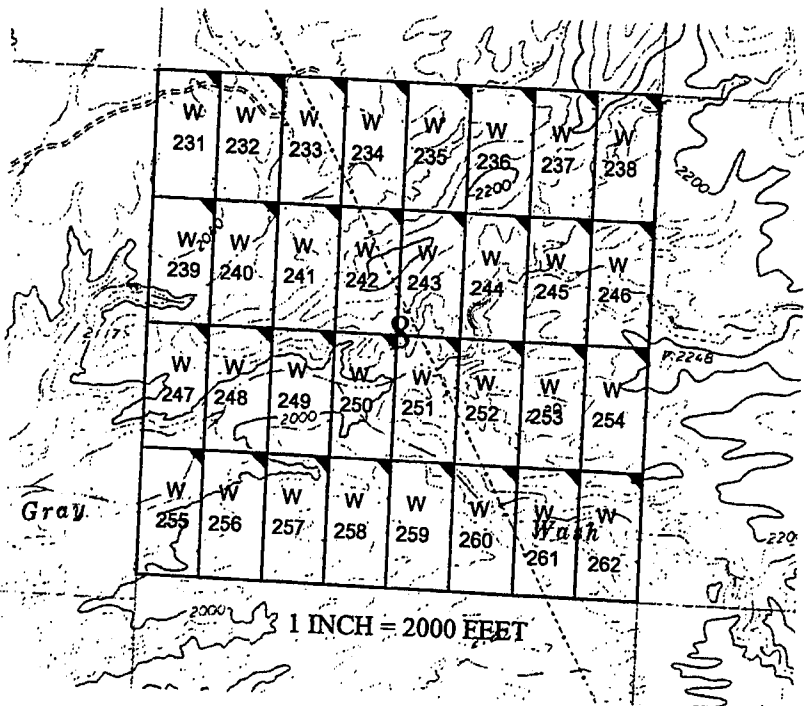 W W W W W W W W
231 232 233 234 235 236 237 238
2200 2200
W W W W W W W W
239 240 241 242 243 244 245 246
8
2175
2248
W W W W W W W W
247 248 249 250 251 252 253 254
2000
W W W W W W W W
Gray
255 256 257 258 259 260 261 262
Wash
2000
1 INCH = 2000 FEET